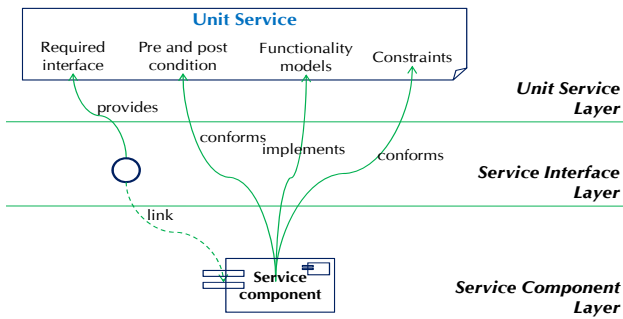 Unit Service
Required interface
Pre and post condition
Functionality models
Constraints
provides
conforms
implements
conforms
Unit Service
Layer
Service Interface
Layer
link
Service
component
Service Component
Layer